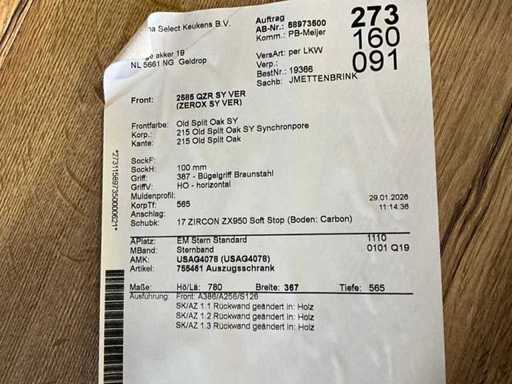 na Select Keukens B.V.
akker 19
NL 5661 NG Geldrop
Auftrag
AB-Nr.: 58973500
Komm.: PB-Meijer
VersArt: per LKW
Verp.:
BestNr.: 19366
Sachb: JMETTENBRINK
273
160
091
Front: 2585 QZR SY VER
(ZEROX SY VER)
Frontfarbe: Old Split Oak SY
Korp.: 215 Old Split Oak SY Synchronpore
Kante: 215 Old Split Oak
SockF:
SockH: 100 mm
Griff: 387 - Bügelgriff Braunstahl
GriffV: HO - horizontal
Muldenprofil:
KorpTf: 565
Anschlag:
Schubk: 17 ZIRCON ZX950 Soft Stop (Boden: Carbon)
29.01.2026
11:14:36
APlatz: EM Stern Standard 1110
MBand: Sternband 0101 Q19
AMK: USAG4078 (USAG4078)
Artikel: 755461 Auszugsschrank
Maße: Hö/Lä: 780 Breite: 367 Tiefe: 565
Ausführung: Front: A386/A256/S126
SK/AZ 1.1 Rückwand geändert in: Holz
SK/AZ 1.2 Rückwand geändert in: Holz
SK/AZ 1.3 Rückwand geändert in: Holz